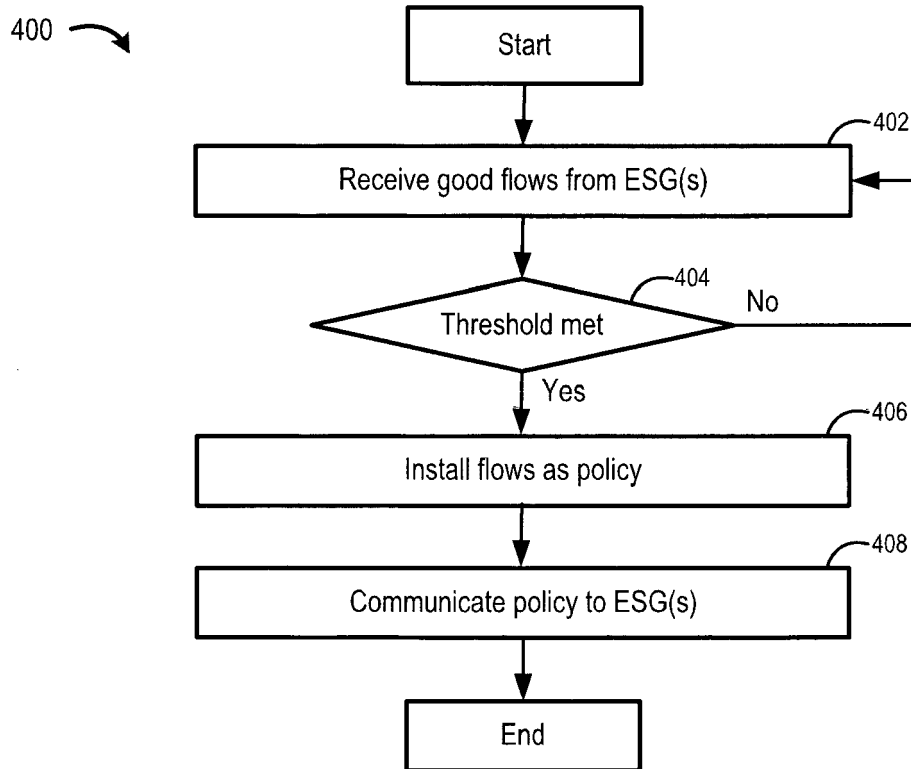 400
Start
402
Receive good flows from ESG(s)
404
Threshold met
No
Yes
406
Install flows as policy
408
Communicate policy to ESG(s)
End